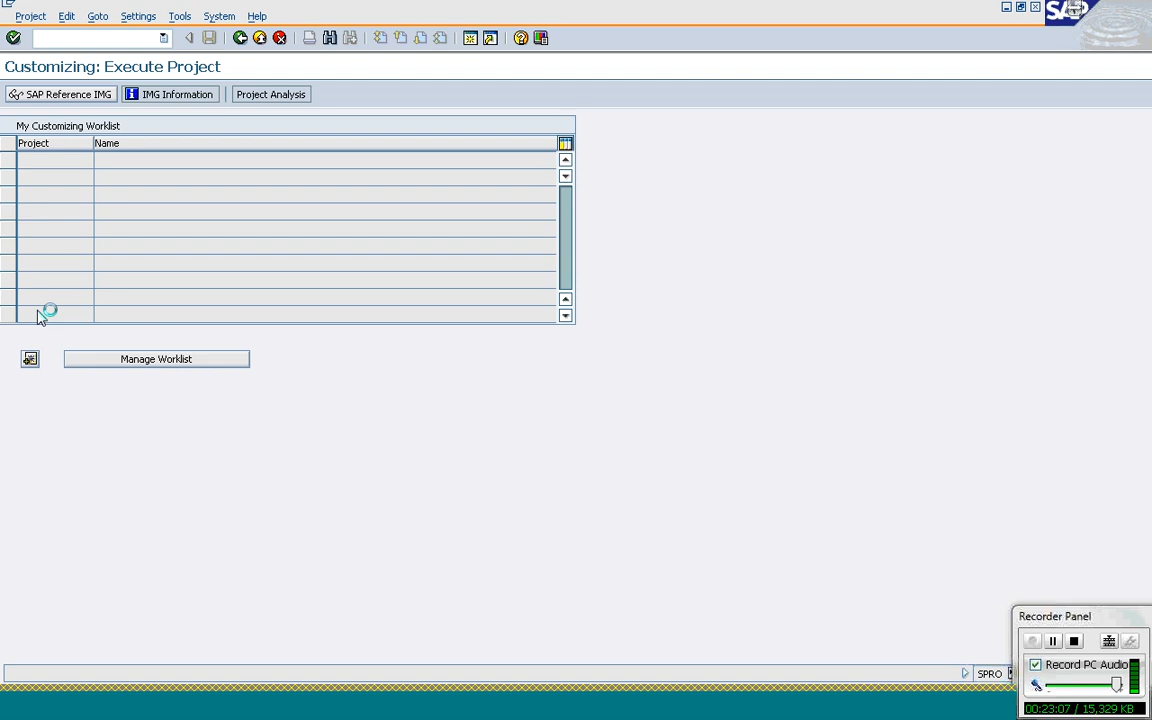 Project Edit Goto Settings Tools System Help
SAP
Customizing: Execute Project
SAP Reference IMG IMG Information Project Analysis
My Customizing Worklist
Project Name
Manage Worklist
Recorder Panel
Record PC Audio
SPRO
00:23:07 / 15,329 KB